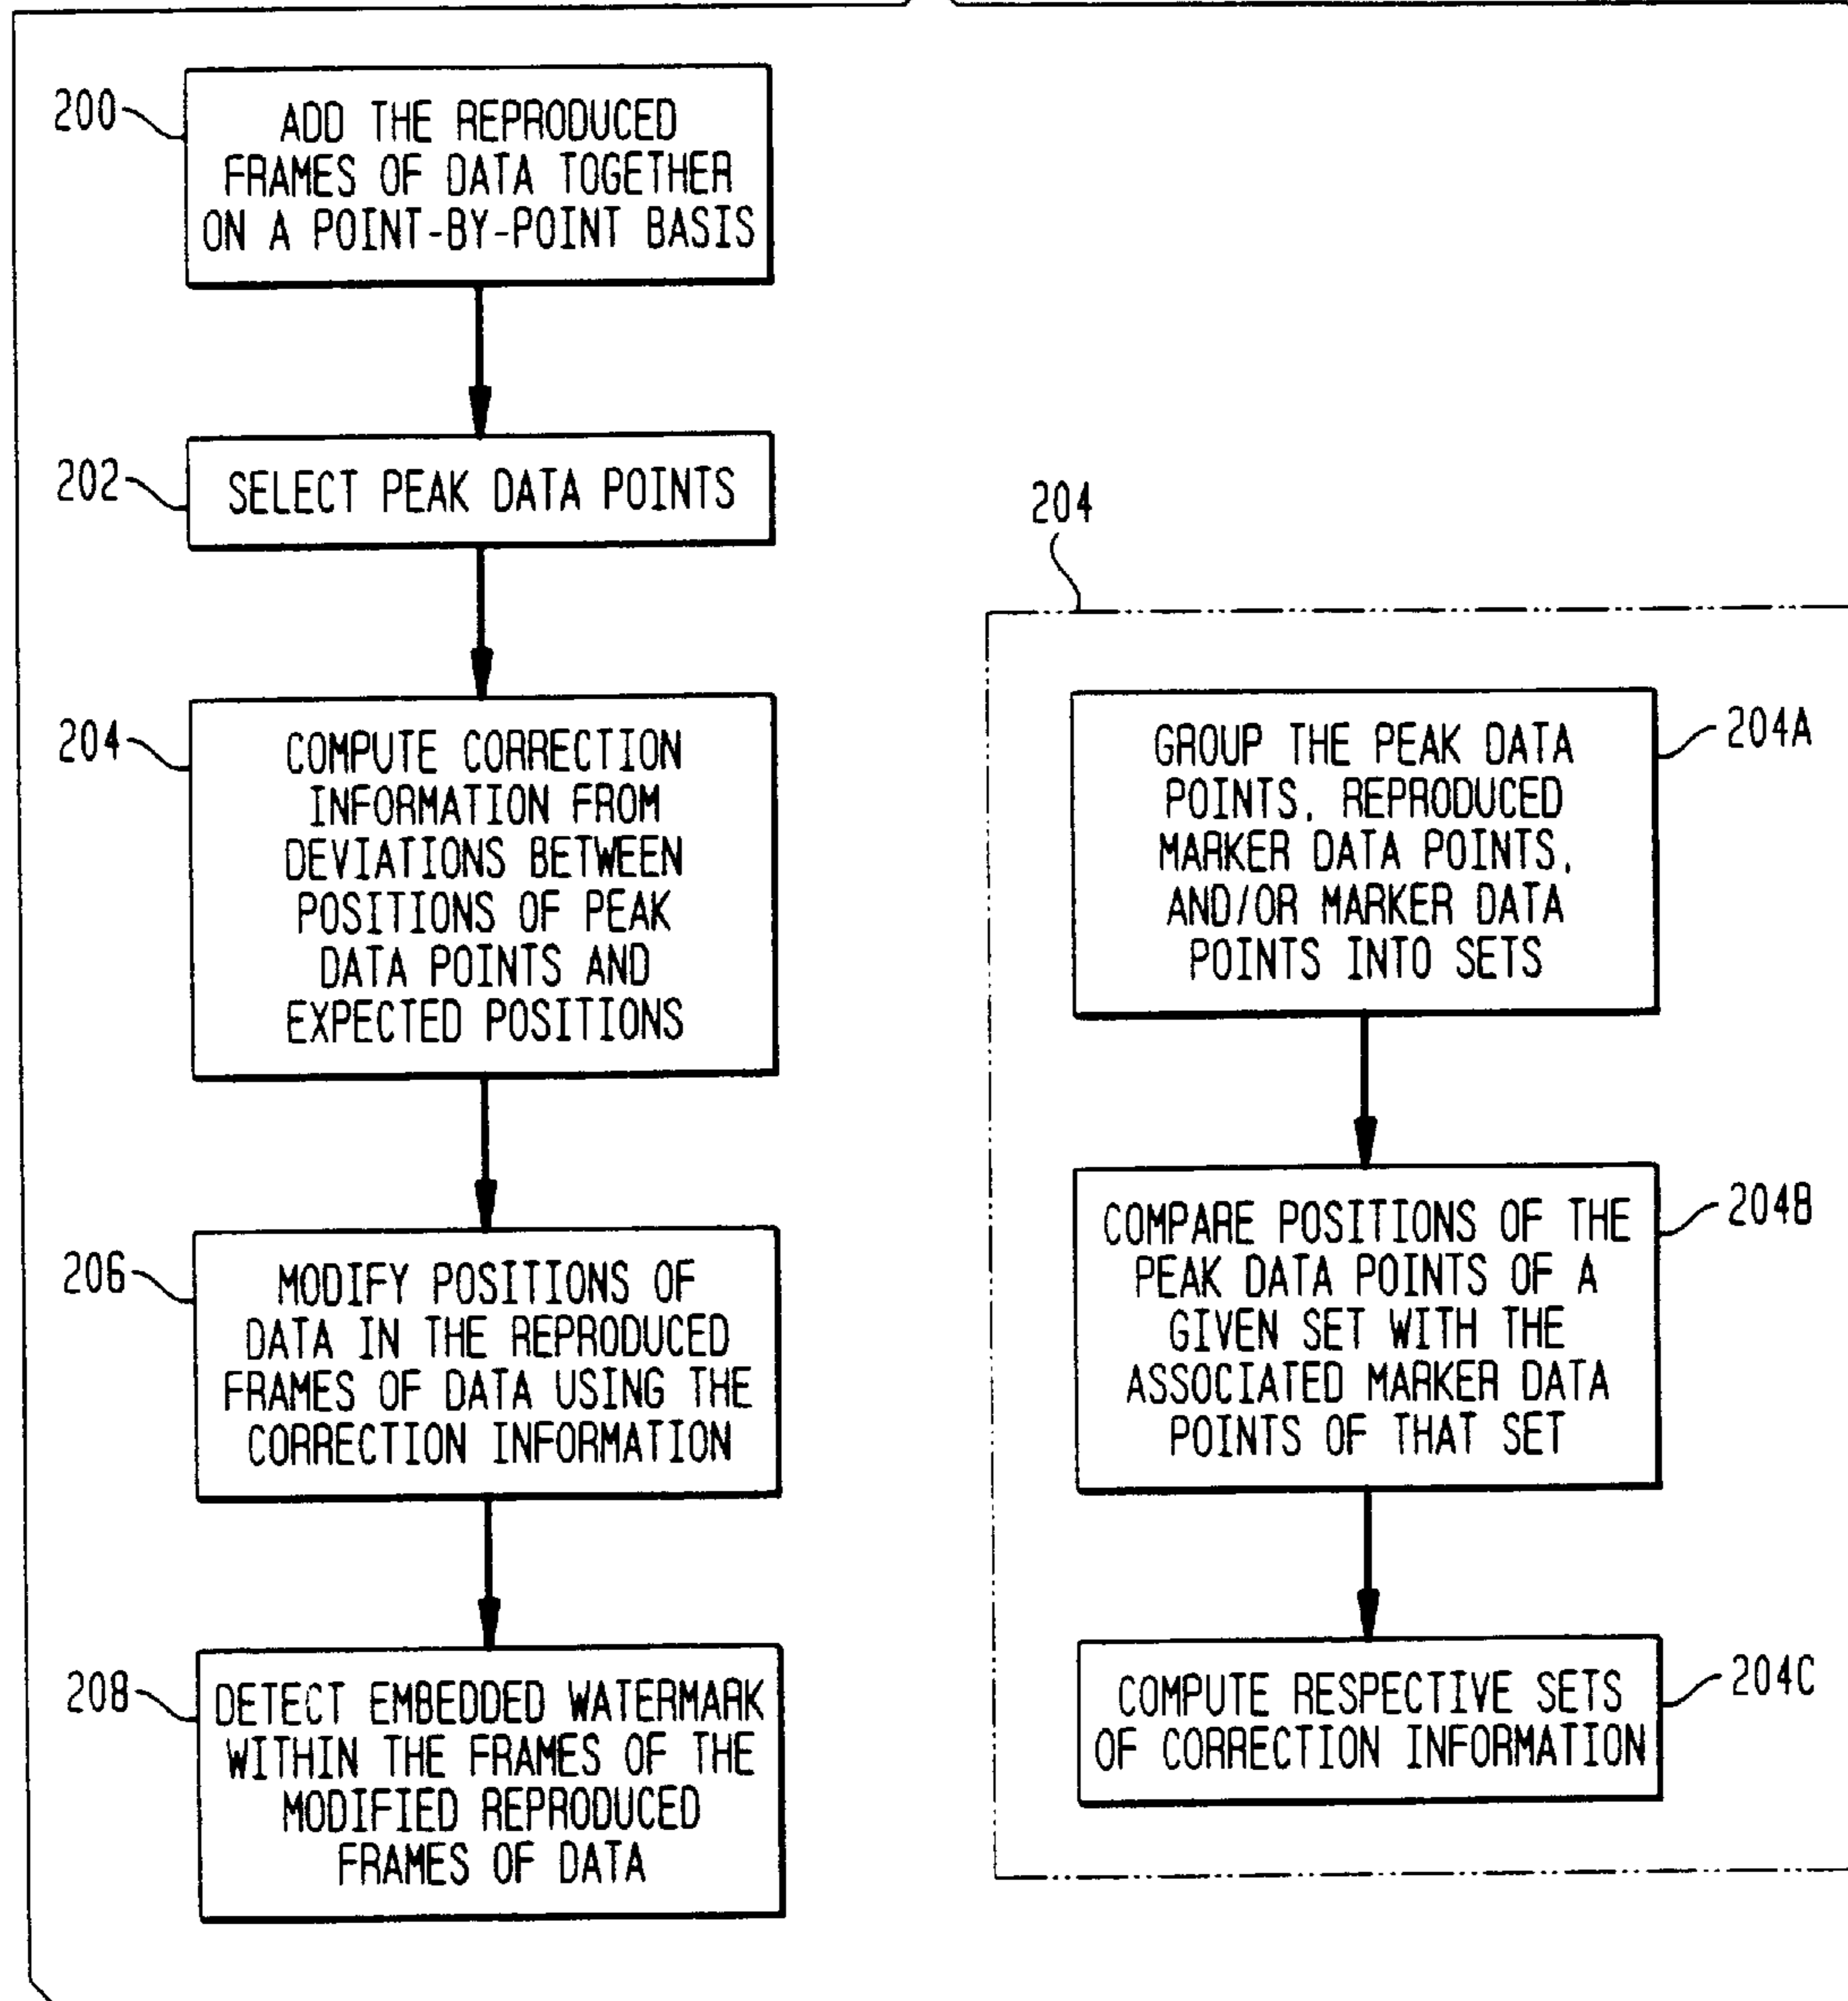 200
ADD THE REPRODUCED
FRAMES OF DATA TOGETHER
ON A POINT-BY-POINT BASIS
202
SELECT PEAK DATA POINTS
204
COMPUTE CORRECTION
INFORMATION FROM
DEVIATIONS BETWEEN
POSITIONS OF PEAK
DATA POINTS AND
EXPECTED POSITIONS
206
MODIFY POSITIONS OF
DATA IN THE REPRODUCED
FRAMES OF DATA USING THE
CORRECTION INFORMATION
208
DETECT EMBEDDED WATERMARK
WITHIN THE FRAMES OF THE
MODIFIED REPRODUCED
FRAMES OF DATA
204
204A
GROUP THE PEAK DATA
POINTS, REPRODUCED
MARKER DATA POINTS,
AND/OR MARKER DATA
POINTS INTO SETS
204B
COMPARE POSITIONS OF THE
PEAK DATA POINTS OF A
GIVEN SET WITH THE
ASSOCIATED MARKER DATA
POINTS OF THAT SET
204C
COMPUTE RESPECTIVE SETS
OF CORRECTION INFORMATION